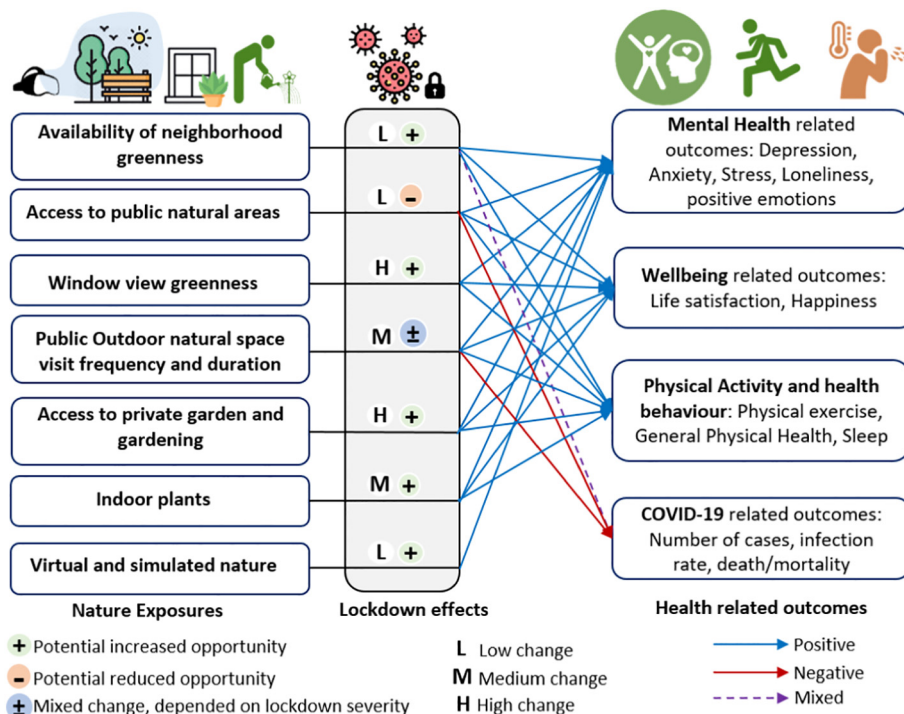 Availability of neighborhood
greenness
Access to public natural areas
Window view greenness
Public Outdoor natural space
visit frequency and duration
Access to private garden and
gardening
Indoor plants
Virtual and simulated nature
Nature Exposures
L +
L -
H +
M ±
H +
M +
L +
Lockdown effects
Mental Health related
outcomes: Depression,
Anxiety, Stress, Loneliness,
positive emotions
Wellbeing related outcomes:
Life satisfaction, Happiness
Physical Activity and health
behaviour: Physical exercise,
General Physical Health, Sleep
COVID-19 related outcomes:
Number of cases, infection
rate, death/mortality
Health related outcomes
+ Potential increased opportunity
- Potential reduced opportunity
± Mixed change, depended on lockdown severity
L Low change
M Medium change
H High change
Positive
Negative
Mixed